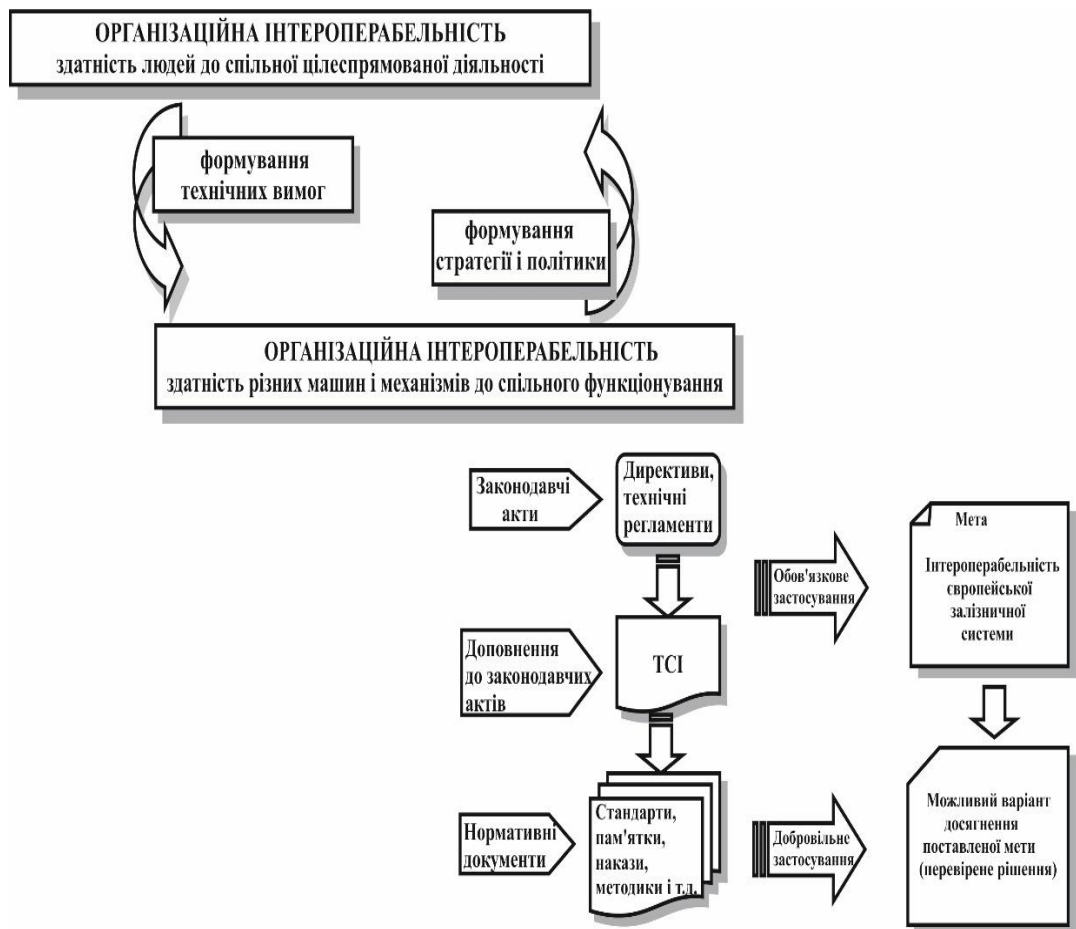 ОРГАНІЗАЦІЙНА ІНТЕРОПЕРАБЕЛЬНІСТЬ
здатність людей до спільної цілеспрямованої діяльності
формування
технічних вимог
формування
стратегії і політики
ОРГАНІЗАЦІЙНА ІНТЕРОПЕРАБЕЛЬНІСТЬ
здатність різних машин і механізмів до спільного функціонування
Законодавчі
акти
Директиви,
технічні
регламенти
Обов'язкове
застосування
Мета
Інтероперабельність
європейської
залізничної
системи
Доповнення
до законодавчих
актів
ТСІ
Нормативні
документи
Стандарти,
пам'ятки,
накази,
методики і т.д.
Добровільне
застосування
Можливий варіант
досягнення
поставленої мети
(перевірене рішення)